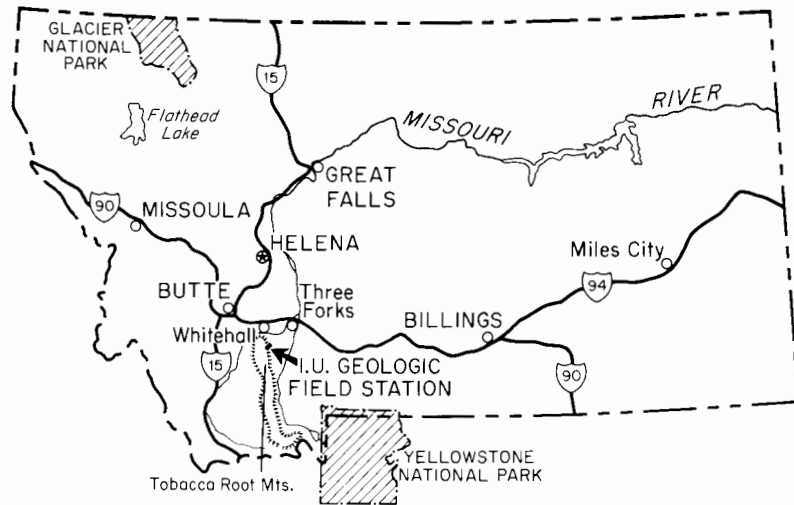 GLACIER
NATIONAL
PARK
15
Flathead
Lake
MISSOURI
RIVER
GREAT
FALLS
90
MISSOULA
HELENA
Miles City
BUTTE
Three
Forks
94
Whitehall
BILLINGS
15
I.U. GEOLOGIC
FIELD STATION
90
YELLOWSTONE
NATIONAL PARK
Tobacca Root Mts.